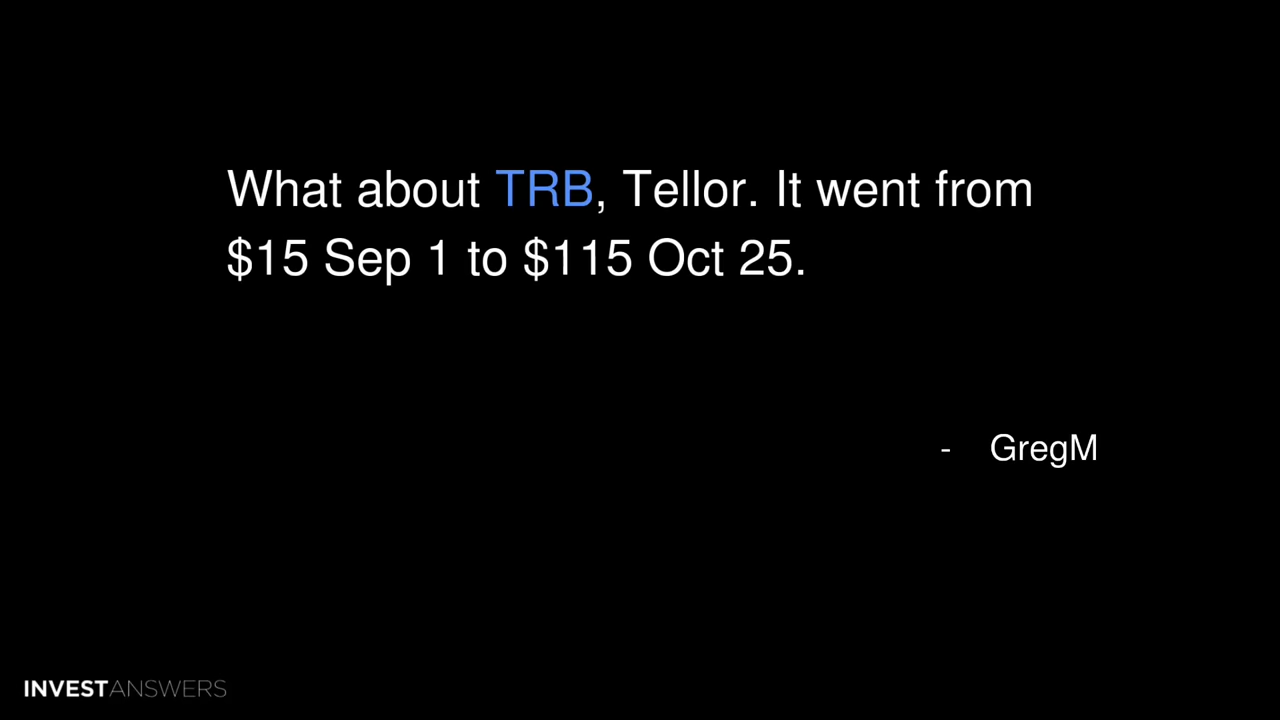 What about TRB, Tellor. It went from
$15 Sep 1 to $115 Oct 25.
- GregM
INVESTANSWERS